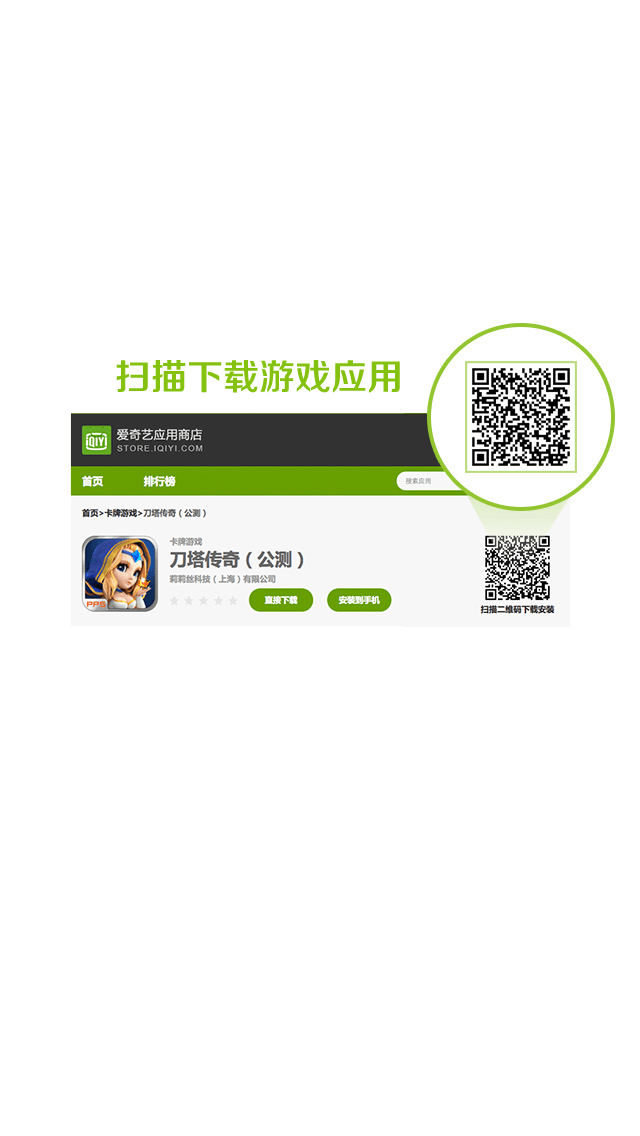 扫描下载游戏应用
iQIYI
爱奇艺应用商店
STORE.IQIYI.COM
首页
排行榜
搜索应用
首页>卡牌游戏>刀塔传奇（公测）
卡牌游戏
刀塔传奇（公测）
莉莉丝科技（上海）有限公司
PPS
直接下载
安装到手机
扫描二维码下载安装